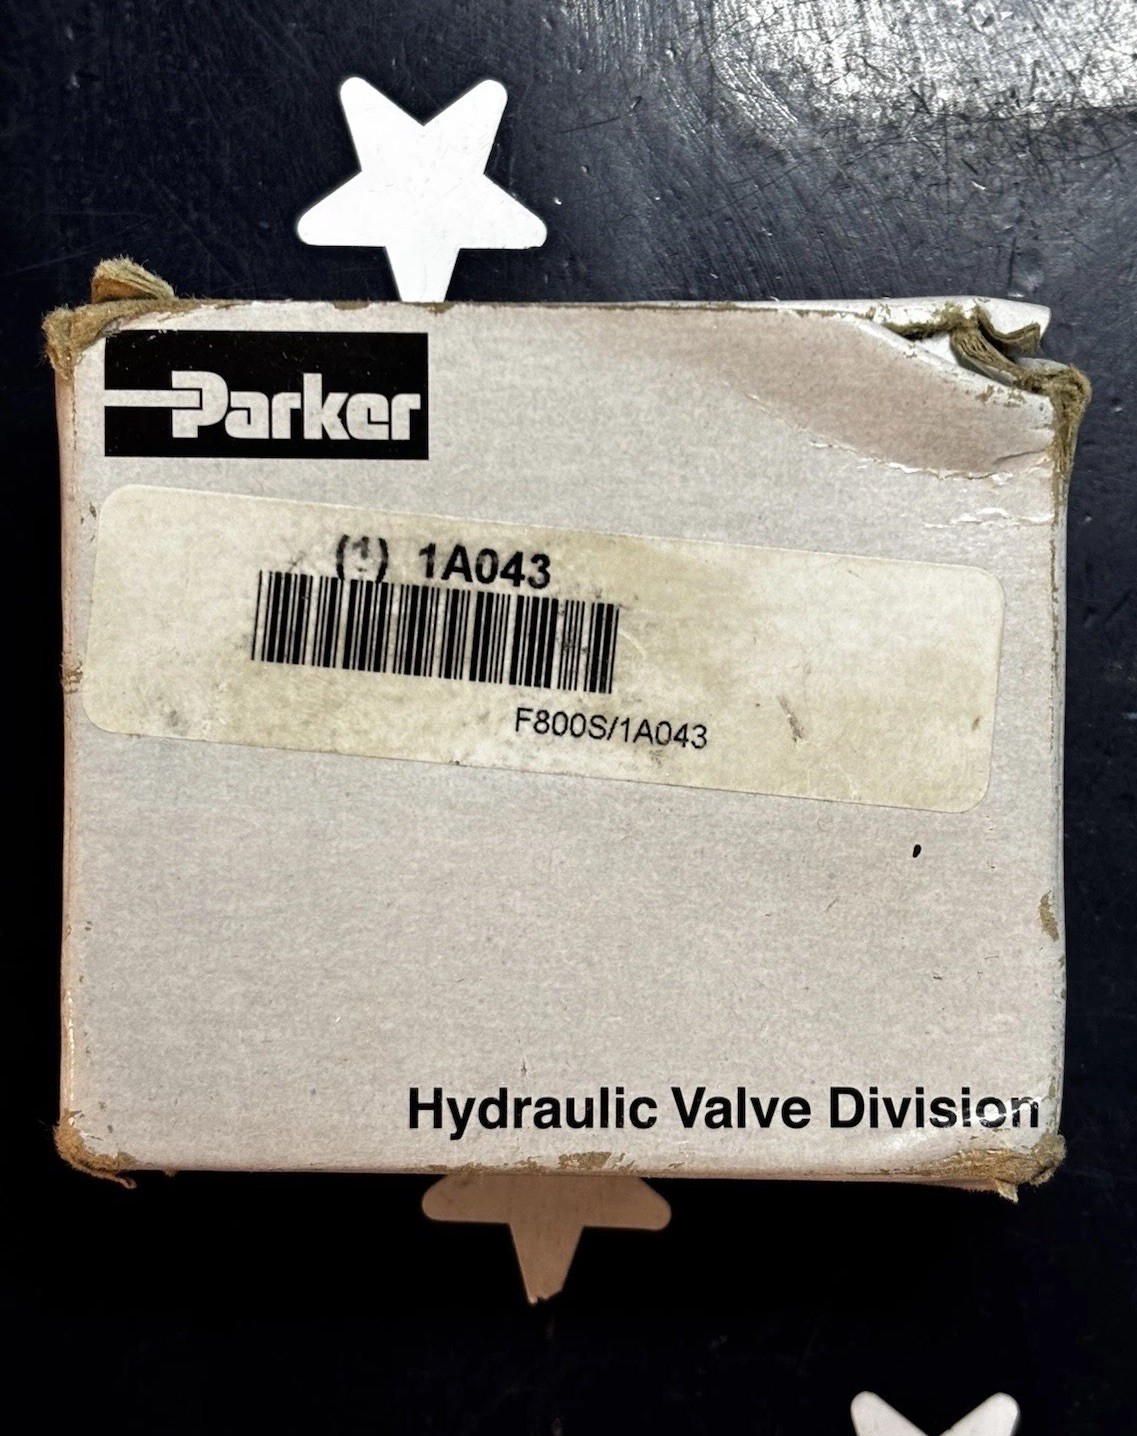 Parker
(1) 1A043
F800S/1A043
Hydraulic Valve Division